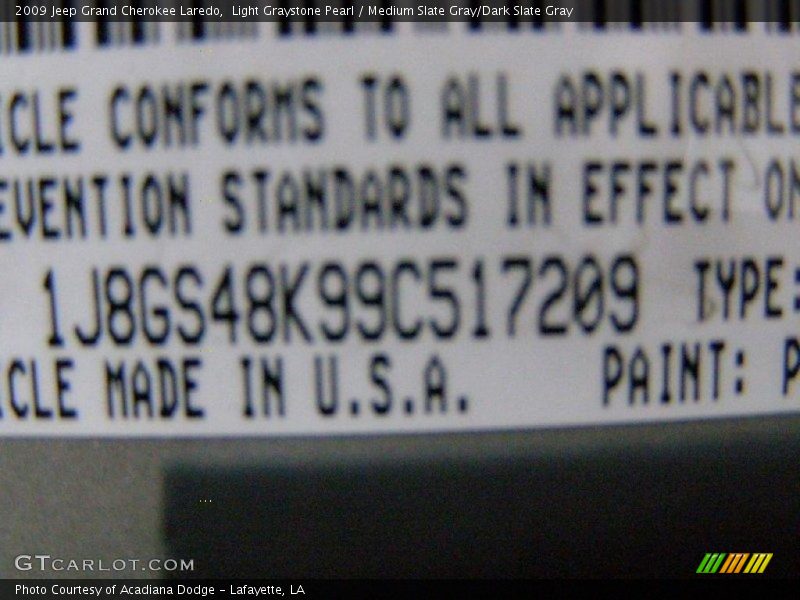 2009 Jeep Grand Cherokee Laredo, Light Graystone Pearl / Medium Slate Gray/Dark Slate Gray
ICLE CONFORMS TO ALL APPLICABLE
EVENTION STANDARDS IN EFFECT ON
1J8GS48K99C517209 TYPE:
ICLE MADE IN U.S.A. PAINT: P
GTCARLOT.COM
Photo Courtesy of Acadiana Dodge - Lafayette, LA